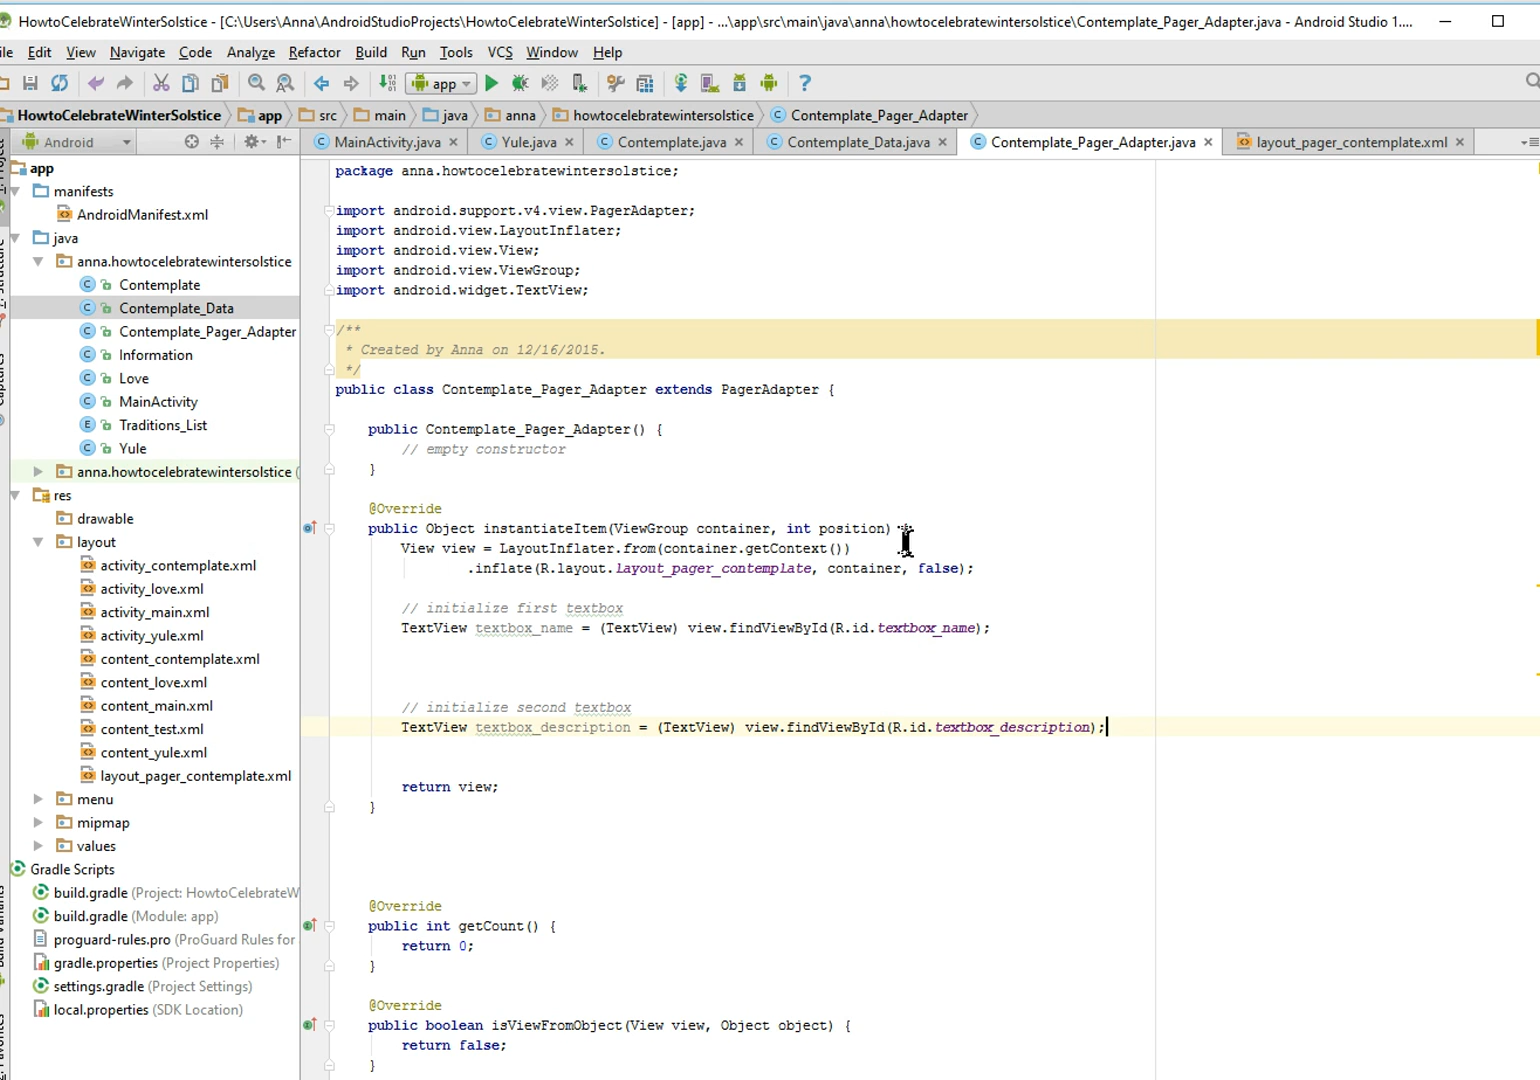 HowtoCelebrateWinterSolstice - [C:\Users\Anna\AndroidStudioProjects\HowtoCelebrateWinterSolstice] - [app] - ...\app\src\main\java\anna\howtocelebratewintersolstice\Contemplate_Pager_Adapter.java - Android Studio 1....
ile Edit View Navigate Code Analyze Refactor Build Run Tools VCS Window Help
app
HowtoCelebrateWinterSolstice app src main java anna howtocelebratewintersolstice Contemplate_Pager_Adapter
Android MainActivity.java Yule.java Contemplate.java Contemplate_Data.java Contemplate_Pager_Adapter.java layout_pager_contemplate.xml
app
manifests
AndroidManifest.xml
java
anna.howtocelebratewintersolstice
Contemplate
Contemplate_Data
Contemplate_Pager_Adapter
Information
Love
MainActivity
Traditions_List
Yule
anna.howtocelebratewintersolstice (
res
drawable
layout
activity_contemplate.xml
activity_love.xml
activity_main.xml
activity_yule.xml
content_contemplate.xml
content_love.xml
content_main.xml
content_test.xml
content_yule.xml
layout_pager_contemplate.xml
menu
mipmap
values
Gradle Scripts
build.gradle (Project: HowtoCelebrateW
build.gradle (Module: app)
proguard-rules.pro (ProGuard Rules for
gradle.properties (Project Properties)
settings.gradle (Project Settings)
local.properties (SDK Location)
package anna.howtocelebratewintersolstice;
import android.support.v4.view.PagerAdapter;
import android.view.LayoutInflater;
import android.view.View;
import android.view.ViewGroup;
import android.widget.TextView;
/**
* Created by Anna on 12/16/2015.
*/
public class Contemplate_Pager_Adapter extends PagerAdapter {
public Contemplate_Pager_Adapter() {
// empty constructor
}
@Override
public Object instantiateItem(ViewGroup container, int position)
View view = LayoutInflater.from(container.getContext())
.inflate(R.layout.layout_pager_contemplate, container, false);
// initialize first textbox
TextView textbox_name = (TextView) view.findViewById(R.id.textbox_name);
// initialize second textbox
TextView textbox_description = (TextView) view.findViewById(R.id.textbox_description);
return view;
}
@Override
public int getCount() {
return 0;
}
@Override
public boolean isViewFromObject(View view, Object object) {
return false;
}